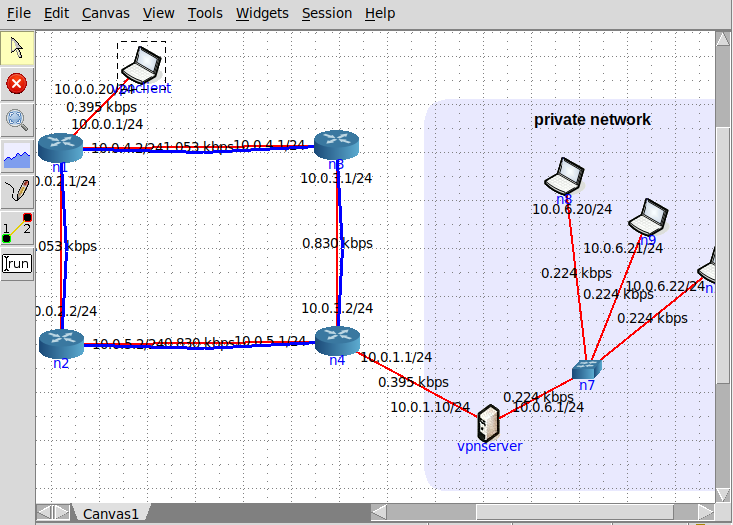 File Edit Canvas View Tools Widgets Session Help
10.0.0.20/24
vpnclient
0.395 kbps
10.0.0.1/24
private network
10.0.4.2/24
1.053 kbps
10.0.4.1/24
n1
n3
0.0.2.1/24
10.0.3.1/24
n8
10.0.6.20/24
n9
053 kbps
0.830 kbps
10.0.6.21/24
0.224 kbps
10.0.6.22/24
n
0.224 kbps
0.0.2.2/24
10.0.3.2/24
0.224 kbps
10.0.5.2/24
0.830 kbps
10.0.5.1/24
n2
n4
10.0.1.1/24
0.395 kbps
n7
0.224 kbps
10.0.1.10/24
10.0.6.1/24
vpnserver
1
2
run
Canvas1